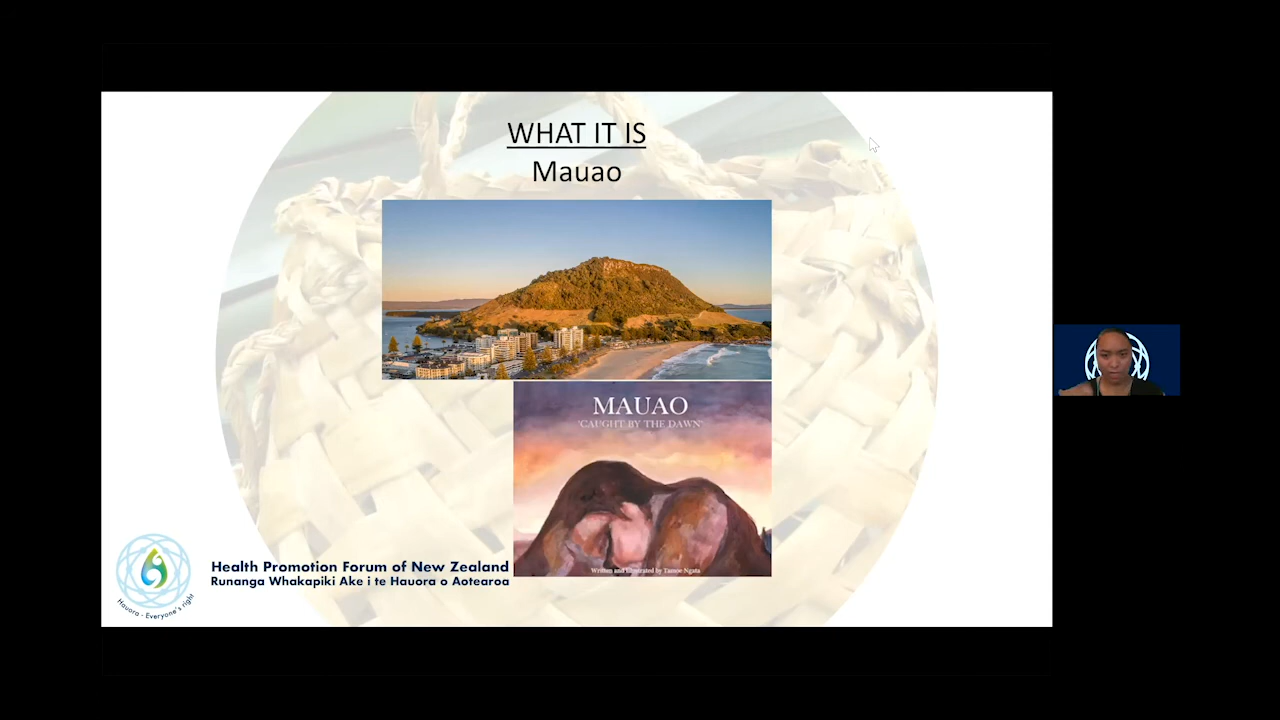 WHAT IT IS
Mauao
MAUAO
'CAUGHT BY THE DAWN'
Written and Illustrated by Tamoe Ngata
Health Promotion Forum of New Zealand
Runanga Whakapiki Ake i te Hauora o Aotearoa
Hauora - Everyone's right